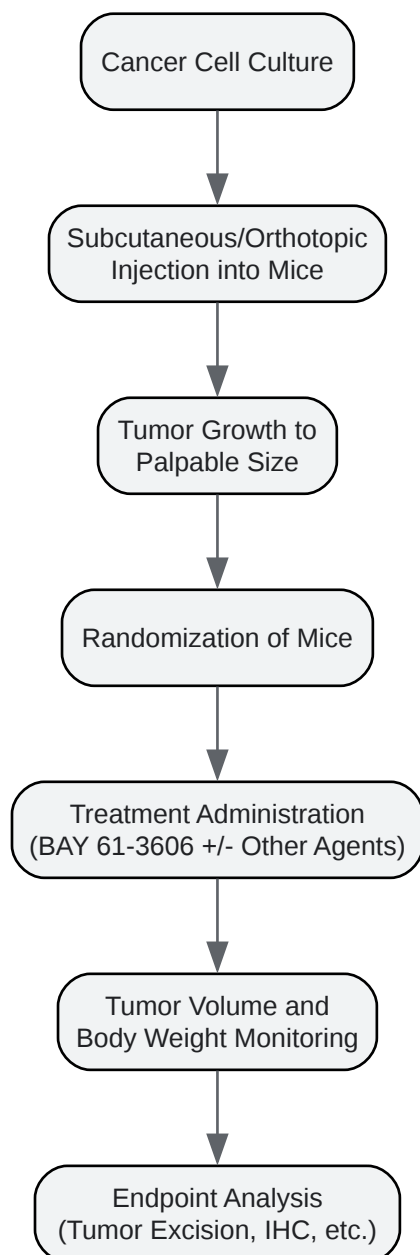 Cancer Cell Culture
Subcutaneous/Orthotopic
Injection into Mice
Tumor Growth to
Palpable Size
Randomization of Mice
Treatment Administration
(BAY 61-3606 +/- Other Agents)
Tumor Volume and
Body Weight Monitoring
Endpoint Analysis
(Tumor Excision, IHC, etc.)